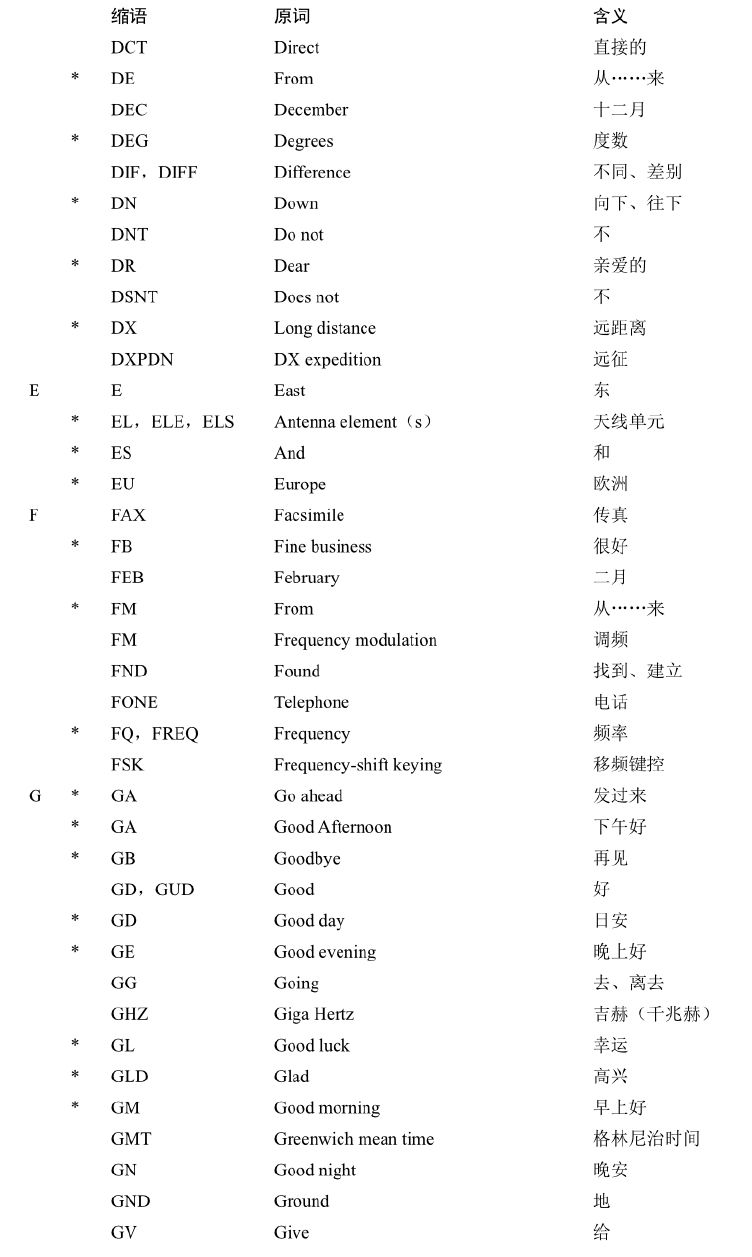 缩语 原词 含义
DCT Direct 直接的
* DE From 从……来
DEC December 十二月
* DEG Degrees 度数
DIF，DIFF Difference 不同、差别
* DN Down 向下、往下
DNT Do not 不
* DR Dear 亲爱的
DSNT Does not 不
* DX Long distance 远距离
DXPDN DX expedition 远征
E E East 东
* EL，ELE，ELS Antenna element（s） 天线单元
* ES And 和
* EU Europe 欧洲
F FAX Facsimile 传真
* FB Fine business 很好
FEB February 二月
* FM From 从……来
FM Frequency modulation 调频
FND Found 找到、建立
FONE Telephone 电话
* FQ，FREQ Frequency 频率
FSK Frequency-shift keying 移频键控
G * GA Go ahead 发过来
* GA Good Afternoon 下午好
* GB Goodbye 再见
GD，GUD Good 好
* GD Good day 日安
* GE Good evening 晚上好
GG Going 去、离去
GHZ Giga Hertz 吉赫（千兆赫）
* GL Good luck 幸运
* GLD Glad 高兴
* GM Good morning 早上好
GMT Greenwich mean time 格林尼治时间
GN Good night 晚安
GND Ground 地
GV Give 给